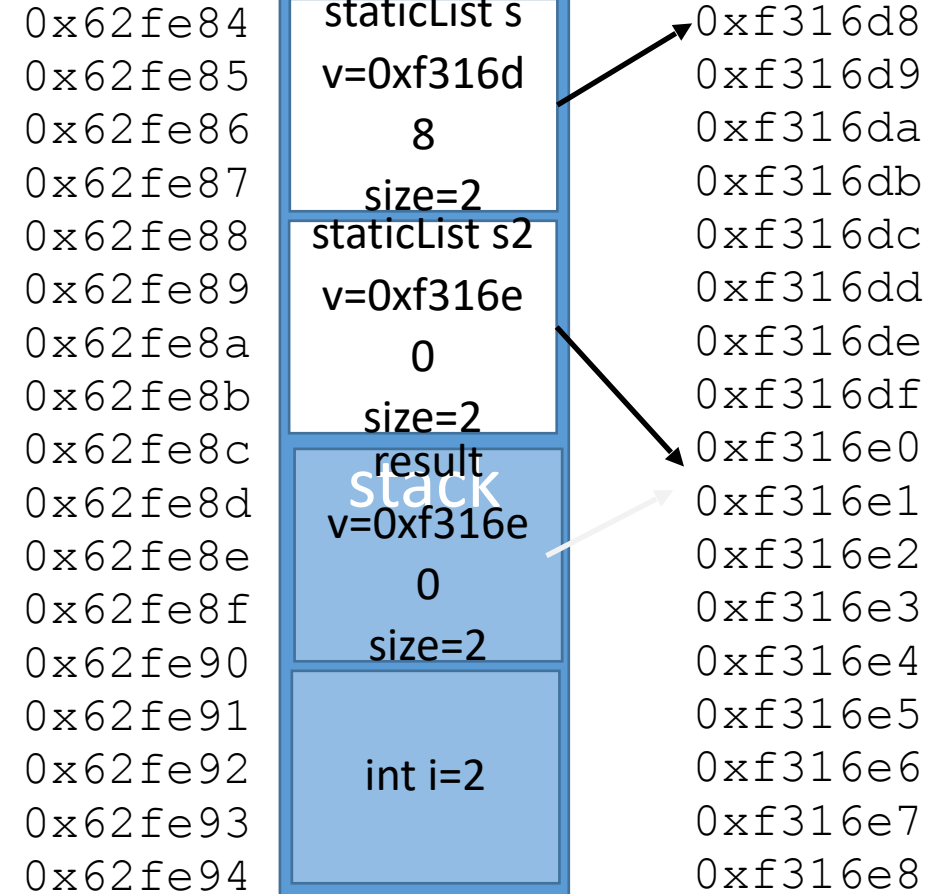 0x62fe84
0x62fe85
0x62fe86
0x62fe87
0x62fe88
0x62fe89
0x62fe8a
0x62fe8b
0x62fe8c
0x62fe8d
0x62fe8e
0x62fe8f
0x62fe90
0x62fe91
0x62fe92
0x62fe93
0x62fe94
staticList s
v=0xf316d
8
size=2
staticList s2
v=0xf316e
0
size=2
result
stack
v=0xf316e
0
size=2
int i=2
0xf316d8
0xf316d9
0xf316da
0xf316db
0xf316dc
0xf316dd
0xf316de
0xf316df
0xf316e0
0xf316e1
0xf316e2
0xf316e3
0xf316e4
0xf316e5
0xf316e6
0xf316e7
0xf316e8